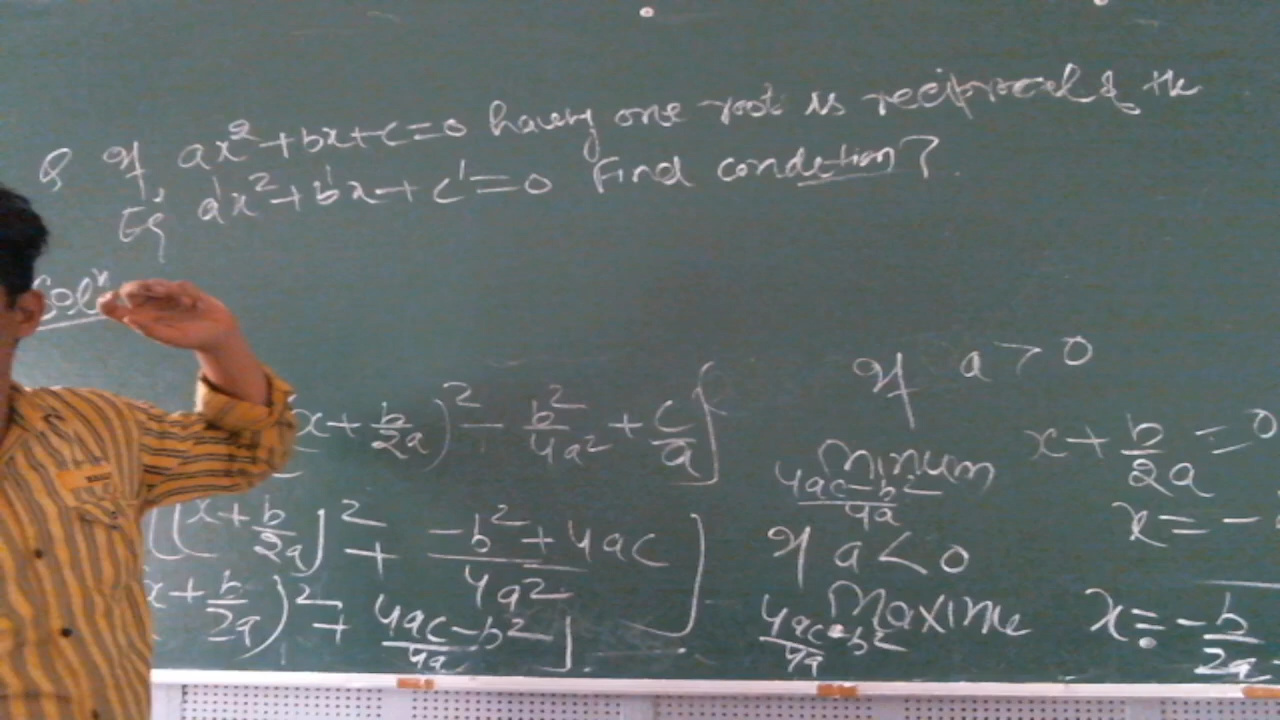 Q If, ax²+bx+c=0 having one root is reciprocal of the
Eq a'x²+b'x+c'=0 Find condetion?
Solⁿ
x+b/2a)² - b²/4a² + c/a]
[(x+b/2a]² + -b²+4ac/4a²]
x+b/2a)² + 4ac-b²/4a]
If a > 0
Minum
4ac-b²/4a
If a < 0
Maxime
4ac-b²/4a
x+b/2a=0
x=-
x=-b/2a